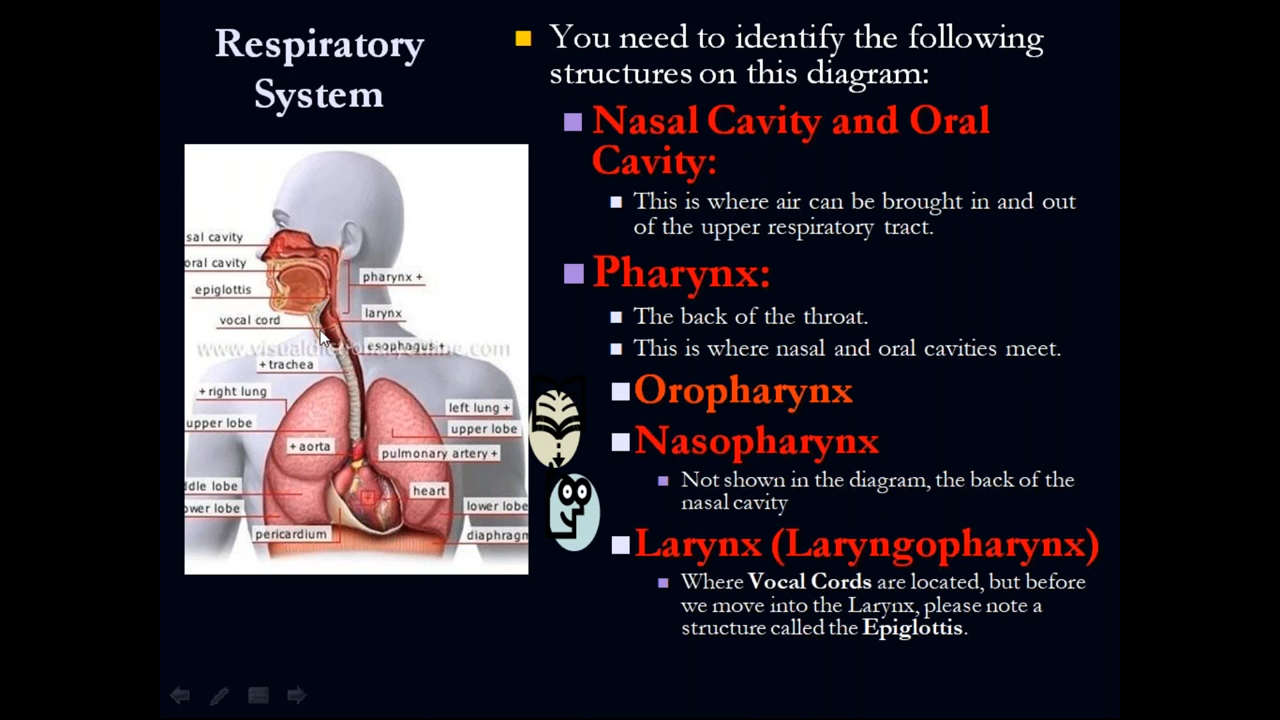 Respiratory
System
You need to identify the following
structures on this diagram:
Nasal Cavity and Oral
Cavity:
This is where air can be brought in and out
of the upper respiratory tract.
Pharynx:
The back of the throat.
This is where nasal and oral cavities meet.
Oropharynx
Nasopharynx
Not shown in the diagram, the back of the
nasal cavity
Larynx (Laryngopharynx)
Where Vocal Cords are located, but before
we move into the Larynx, please note a
structure called the Epiglottis.
sal cavity
oral cavity
epiglottis
vocal cord
pharynx +
larynx
esophagus +
+ trachea
+ right lung
upper lobe
+ aorta
left lung +
upper lobe
pulmonary artery +
ddle lobe
ower lobe
heart
lower lobe
pericardium
diaphragm